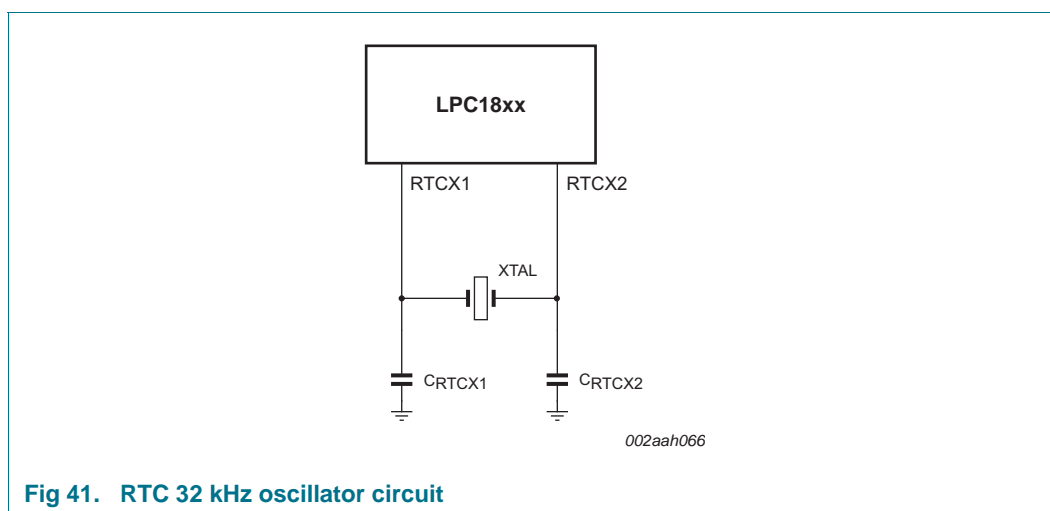 LPC18xx
RTCX1 RTCX2
XTAL
CRTCX1 CRTCX2
002aah066
Fig 41. RTC 32 kHz oscillator circuit